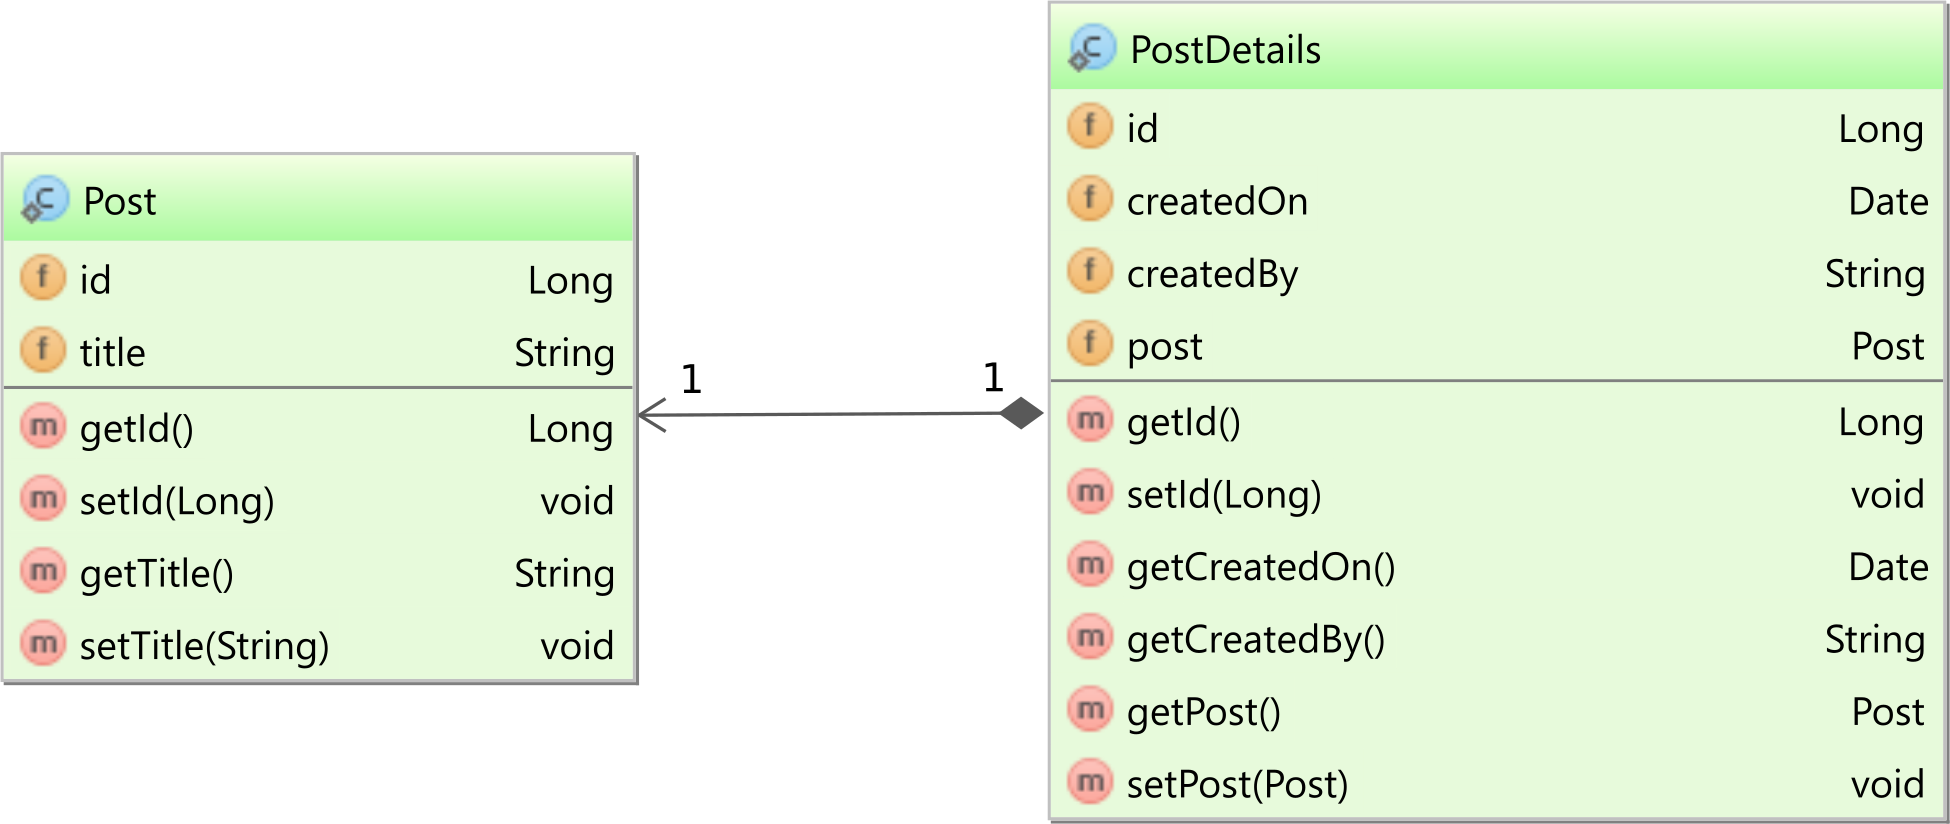 Post
id Long
title String
getId() Long
setId(Long) void
getTitle() String
setTitle(String) void
1 1
PostDetails
id Long
createdOn Date
createdBy String
post Post
getId() Long
setId(Long) void
getCreatedOn() Date
getCreatedBy() String
getPost() Post
setPost(Post) void